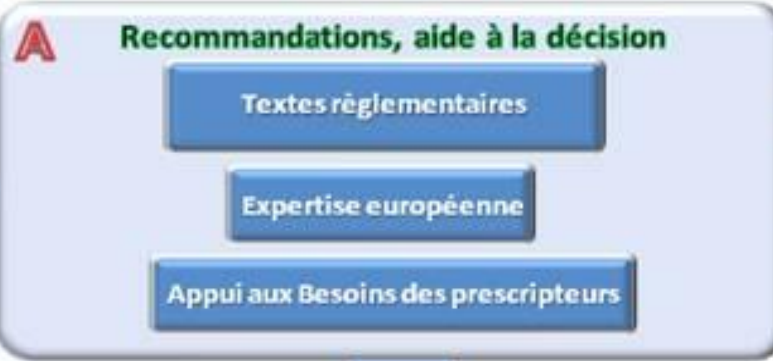 A
Recommandations, aide à la décision
Textes règlementaires
Expertise européenne
Appui aux Besoins des prescripteurs